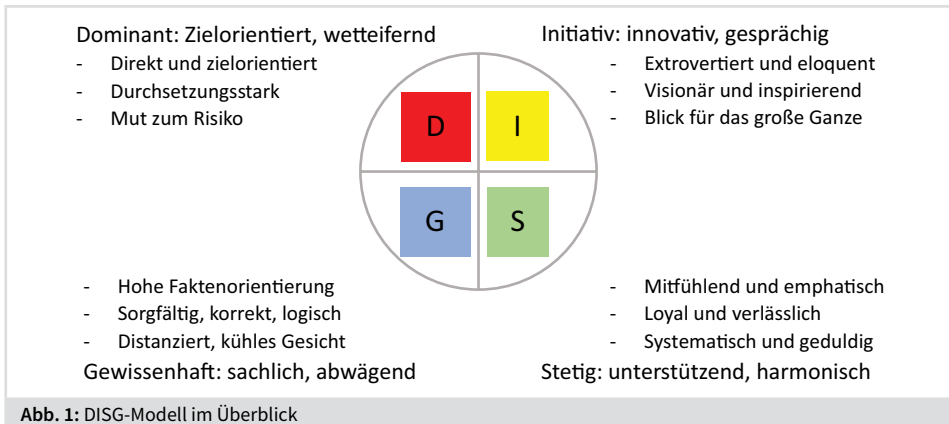 Dominant: Zielorientiert, wetteifernd
- Direkt und zielorientiert
- Durchsetzungsstark
- Mut zum Risiko
Initiativ: innovativ, gesprächig
- Extrovertiert und eloquent
- Visionär und inspirierend
- Blick für das große Ganze
D
I
G
S
- Hohe Faktenorientierung
- Sorgfältig, korrekt, logisch
- Distanziert, kühles Gesicht
Gewissenhaft: sachlich, abwägend
- Mitfühlend und emphatisch
- Loyal und verlässlich
- Systematisch und geduldig
Stetig: unterstützend, harmonisch
Abb. 1: DISG-Modell im Überblick